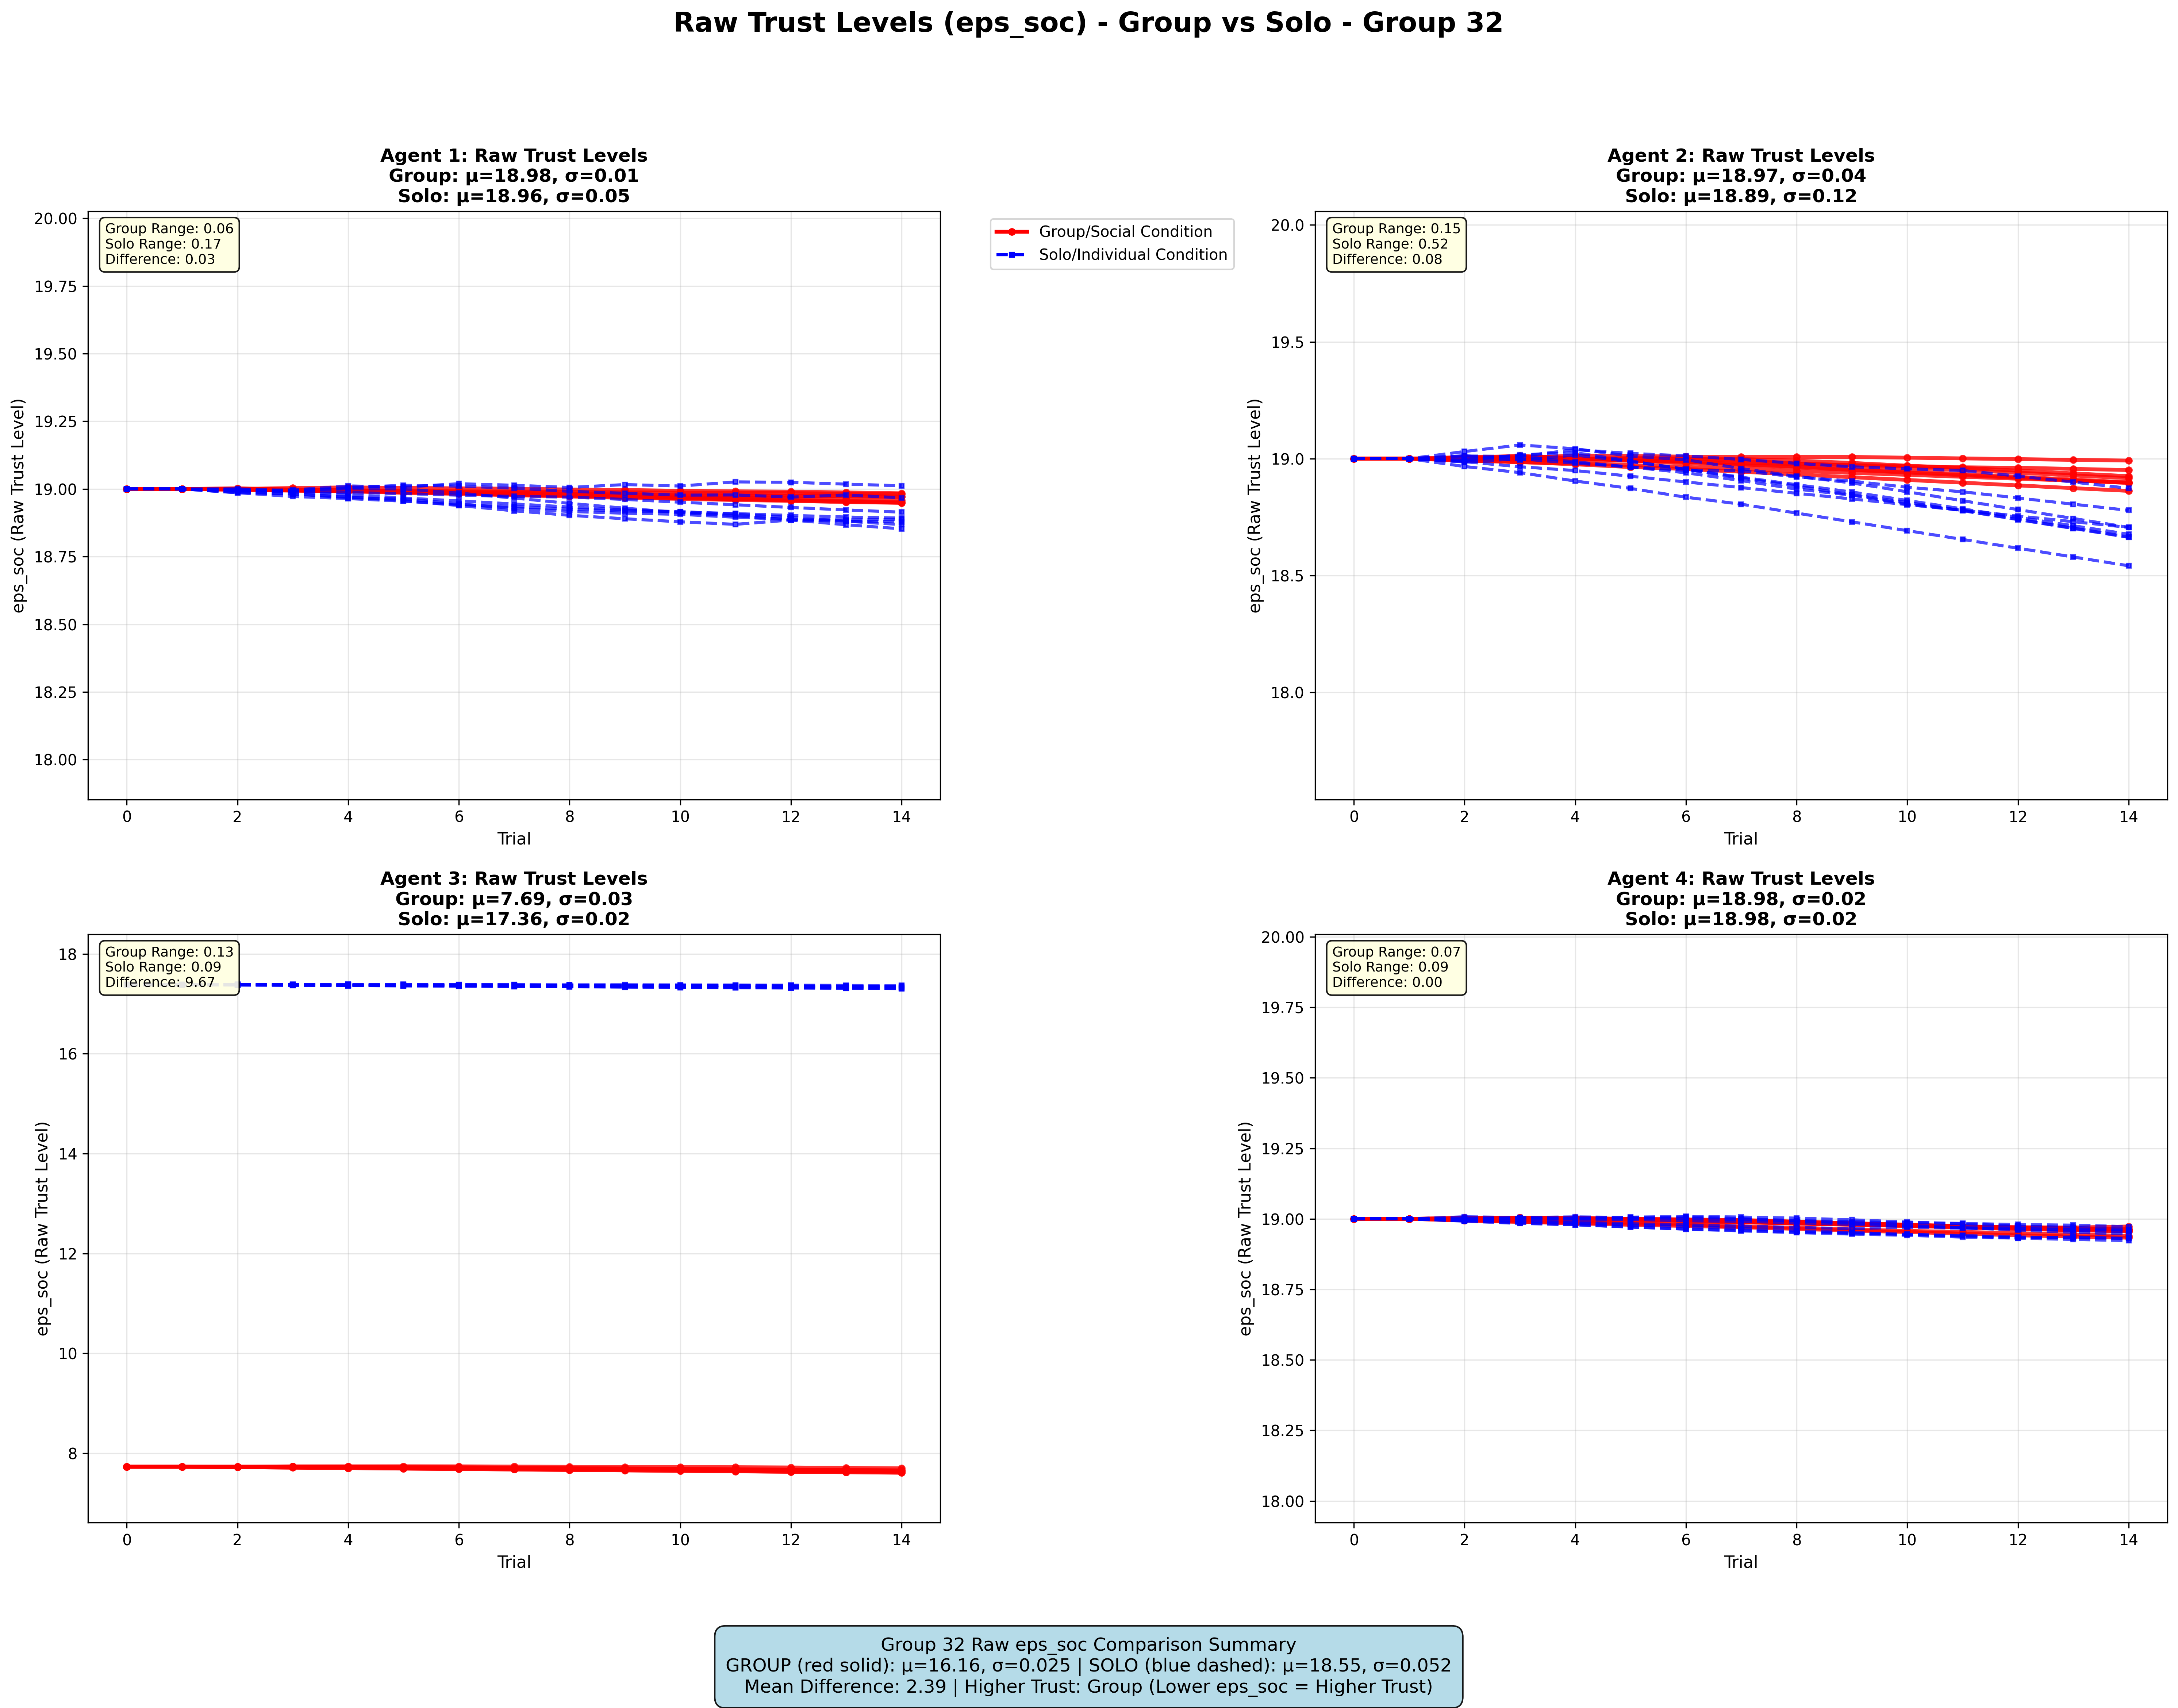 Raw Trust Levels (eps_soc) - Group vs Solo - Group 32
Agent 1: Raw Trust Levels
Group: μ=18.98, σ=0.01
Solo: μ=18.96, σ=0.05
Group Range: 0.06
Solo Range: 0.17
Difference: 0.03
20.00
19.75
19.50
19.25
19.00
18.75
18.50
18.25
18.00
eps_soc (Raw Trust Level)
0 2 4 6 8 10 12 14
Trial
Group/Social Condition
Solo/Individual Condition
Agent 2: Raw Trust Levels
Group: μ=18.97, σ=0.04
Solo: μ=18.89, σ=0.12
Group Range: 0.15
Solo Range: 0.52
Difference: 0.08
20.0
19.5
19.0
18.5
18.0
eps_soc (Raw Trust Level)
0 2 4 6 8 10 12 14
Trial
Agent 3: Raw Trust Levels
Group: μ=7.69, σ=0.03
Solo: μ=17.36, σ=0.02
Group Range: 0.13
Solo Range: 0.09
Difference: 9.67
18
16
14
12
10
8
eps_soc (Raw Trust Level)
0 2 4 6 8 10 12 14
Trial
Agent 4: Raw Trust Levels
Group: μ=18.98, σ=0.02
Solo: μ=18.98, σ=0.02
Group Range: 0.07
Solo Range: 0.09
Difference: 0.00
20.00
19.75
19.50
19.25
19.00
18.75
18.50
18.25
18.00
eps_soc (Raw Trust Level)
0 2 4 6 8 10 12 14
Trial
Group 32 Raw eps_soc Comparison Summary
GROUP (red solid): μ=16.16, σ=0.025 | SOLO (blue dashed): μ=18.55, σ=0.052
Mean Difference: 2.39 | Higher Trust: Group (Lower eps_soc = Higher Trust)